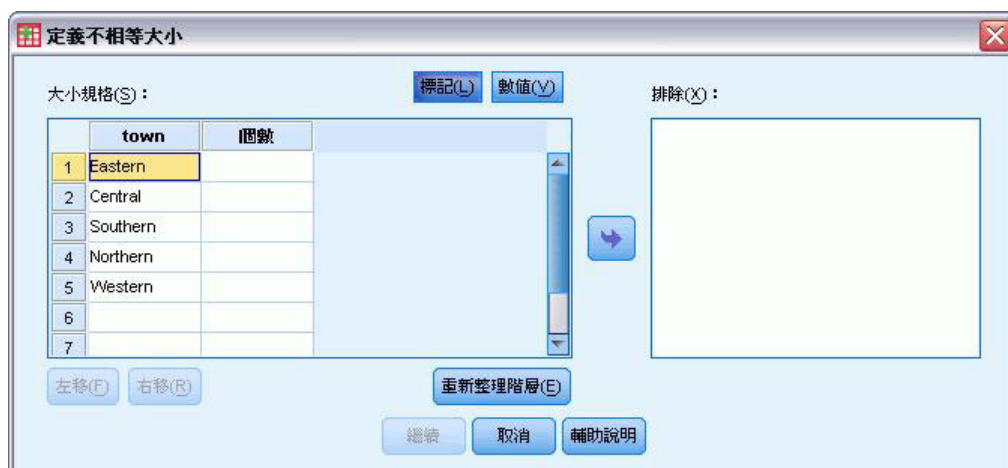 定義不相等大小
大小規格(S)： 標記(L) 數值(V) 排除(X)：
town 個數
1 Eastern
2 Central
3 Southern
4 Northern
5 Western
6
7
左移(F) 右移(R) 重新整理階層(E)
繼續 取消 輔助說明